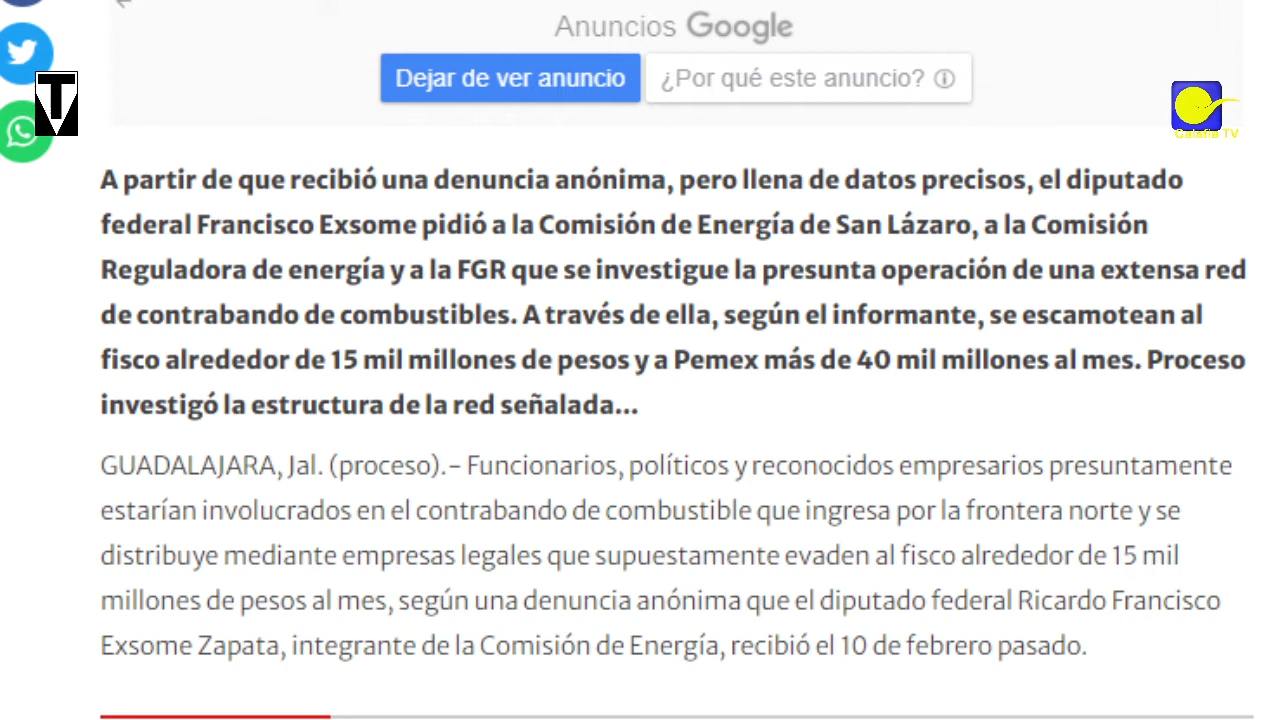 Anuncios Google
Dejar de ver anuncio
¿Por qué este anuncio?
T
Calafia TV
A partir de que recibió una denuncia anónima, pero llena de datos precisos, el diputado
federal Francisco Exsome pidió a la Comisión de Energía de San Lázaro, a la Comisión
Reguladora de energía y a la FGR que se investigue la presunta operación de una extensa red
de contrabando de combustibles. A través de ella, según el informante, se escamotean al
fisco alrededor de 15 mil millones de pesos y a Pemex más de 40 mil millones al mes. Proceso
investigó la estructura de la red señalada...
GUADALAJARA, Jal. (proceso).- Funcionarios, políticos y reconocidos empresarios presuntamente
estarían involucrados en el contrabando de combustible que ingresa por la frontera norte y se
distribuye mediante empresas legales que supuestamente evaden al fisco alrededor de 15 mil
millones de pesos al mes, según una denuncia anónima que el diputado federal Ricardo Francisco
Exsome Zapata, integrante de la Comisión de Energía, recibió el 10 de febrero pasado.